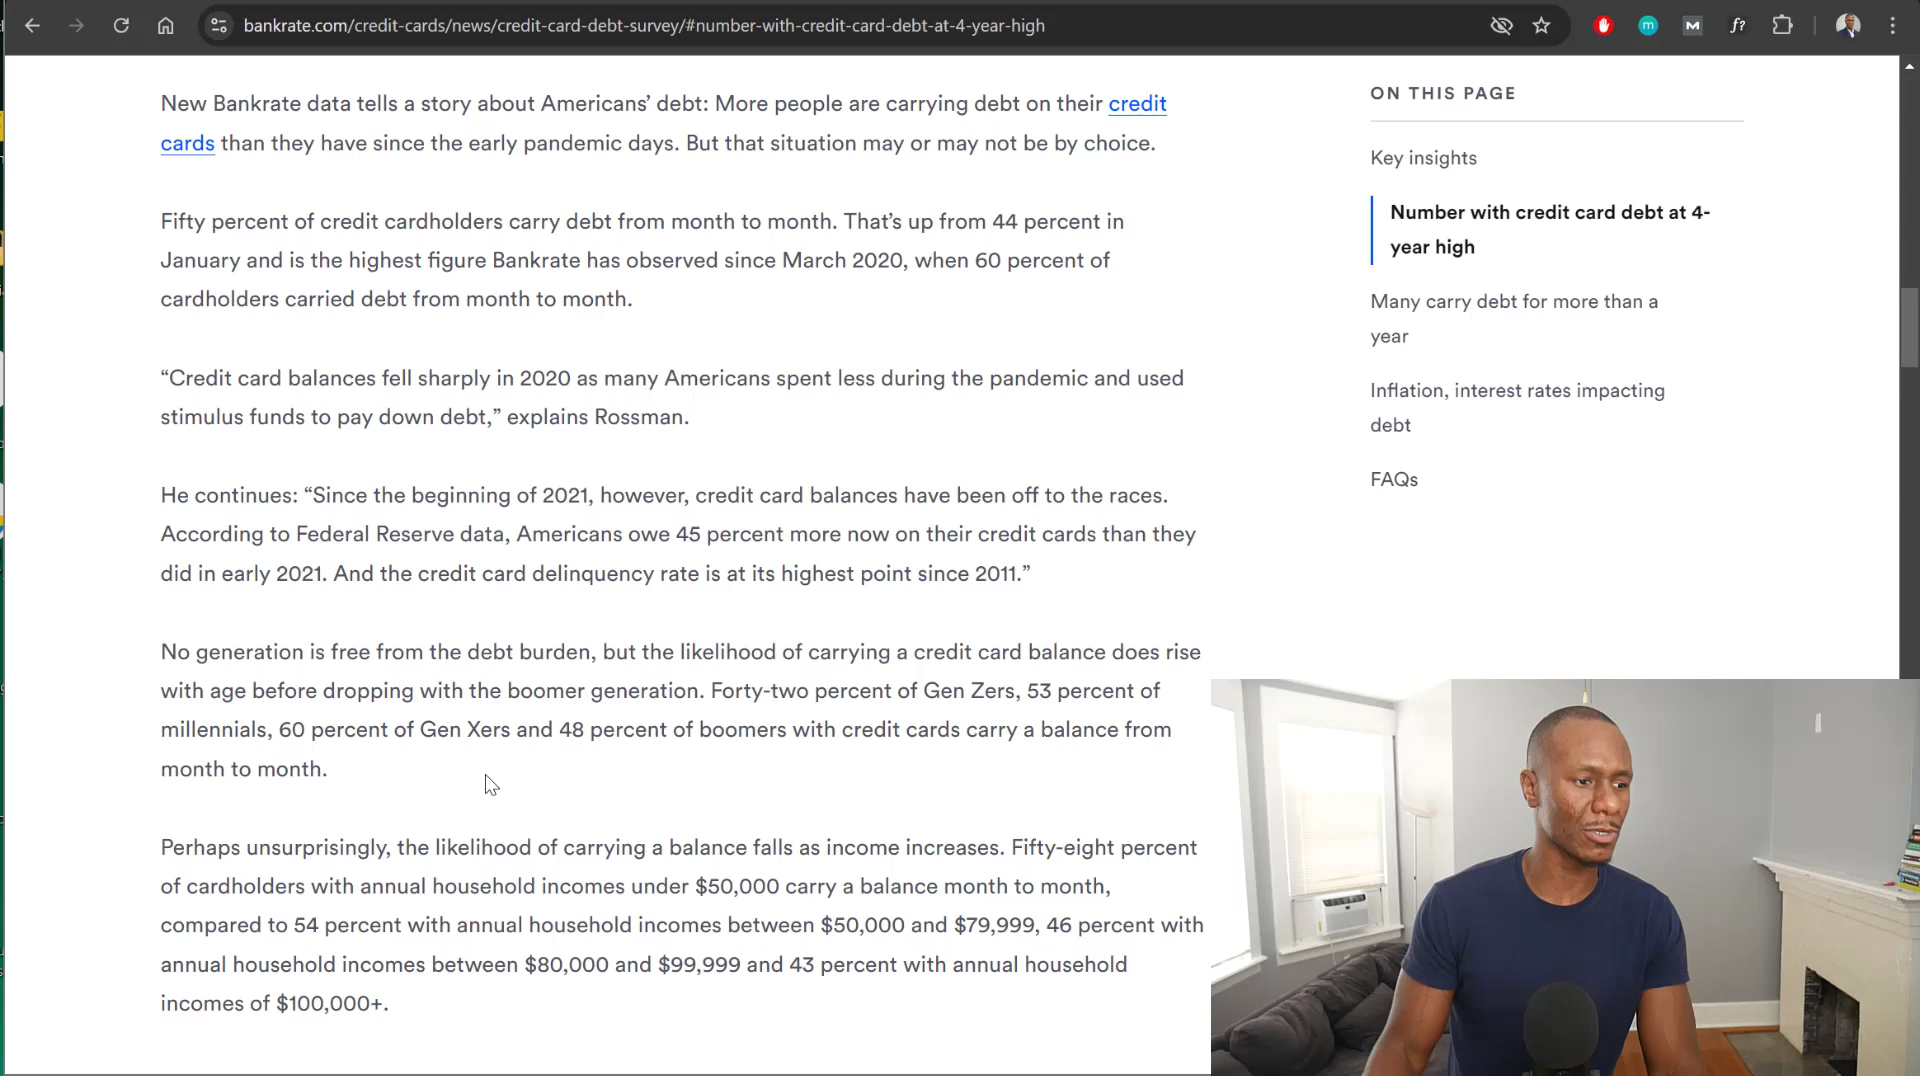 bankrate.com/credit-cards/news/credit-card-debt-survey/#number-with-credit-card-debt-at-4-year-high
m
M
f?
New Bankrate data tells a story about Americans’ debt: More people are carrying debt on their credit
cards than they have since the early pandemic days. But that situation may or may not be by choice.
Fifty percent of credit cardholders carry debt from month to month. That’s up from 44 percent in
January and is the highest figure Bankrate has observed since March 2020, when 60 percent of
cardholders carried debt from month to month.
“Credit card balances fell sharply in 2020 as many Americans spent less during the pandemic and used
stimulus funds to pay down debt,” explains Rossman.
He continues: “Since the beginning of 2021, however, credit card balances have been off to the races.
According to Federal Reserve data, Americans owe 45 percent more now on their credit cards than they
did in early 2021. And the credit card delinquency rate is at its highest point since 2011.”
No generation is free from the debt burden, but the likelihood of carrying a credit card balance does rise
with age before dropping with the boomer generation. Forty-two percent of Gen Zers, 53 percent of
millennials, 60 percent of Gen Xers and 48 percent of boomers with credit cards carry a balance from
month to month.
Perhaps unsurprisingly, the likelihood of carrying a balance falls as income increases. Fifty-eight percent
of cardholders with annual household incomes under $50,000 carry a balance month to month,
compared to 54 percent with annual household incomes between $50,000 and $79,999, 46 percent with
annual household incomes between $80,000 and $99,999 and 43 percent with annual household
incomes of $100,000+.
ON THIS PAGE
Key insights
Number with credit card debt at 4-
year high
Many carry debt for more than a
year
Inflation, interest rates impacting
debt
FAQs